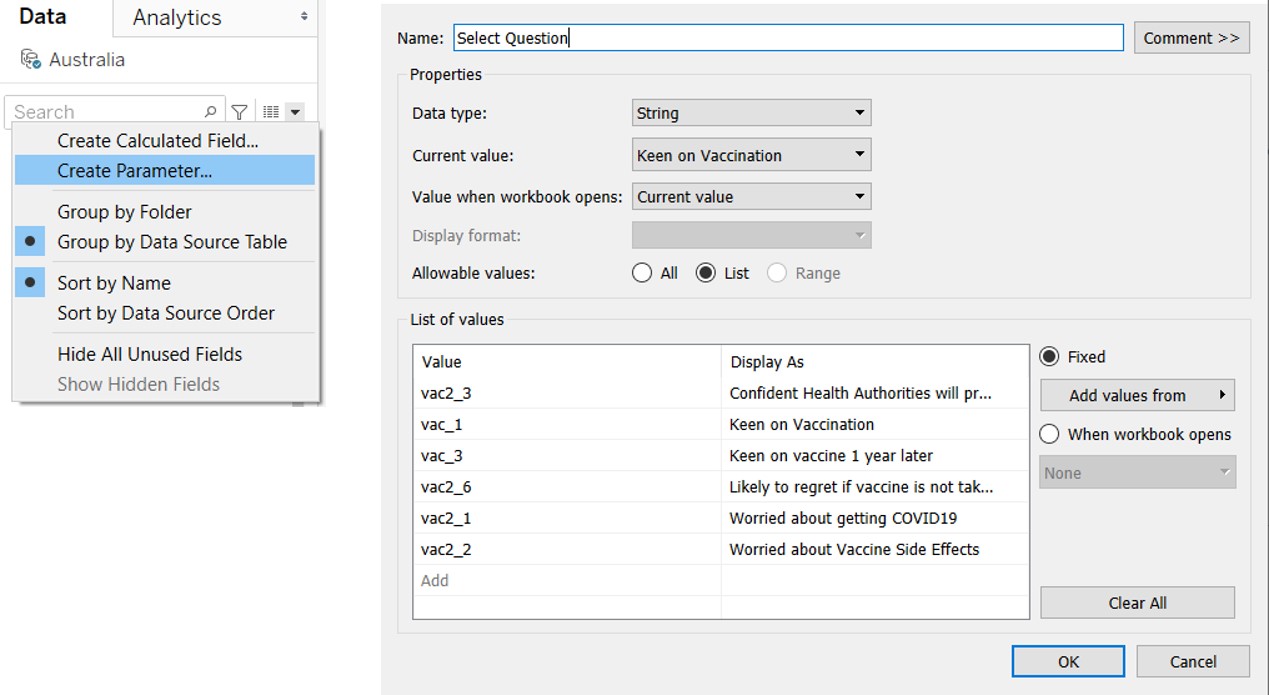 Data
Analytics
Australia
Search
Create Calculated Field...
Create Parameter...
Group by Folder
Group by Data Source Table
Sort by Name
Sort by Data Source Order
Hide All Unused Fields
Show Hidden Fields
Name: Select Question Comment >>
Properties
Data type: String
Current value: Keen on Vaccination
Value when workbook opens: Current value
Display format:
Allowable values: All List Range
List of values
Value Display As
vac2_3 Confident Health Authorities will pr...
vac_1 Keen on Vaccination
vac_3 Keen on vaccine 1 year later
vac2_6 Likely to regret if vaccine is not tak...
vac2_1 Worried about getting COVID19
vac2_2 Worried about Vaccine Side Effects
Add
Fixed
Add values from
When workbook opens
None
Clear All
OK Cancel